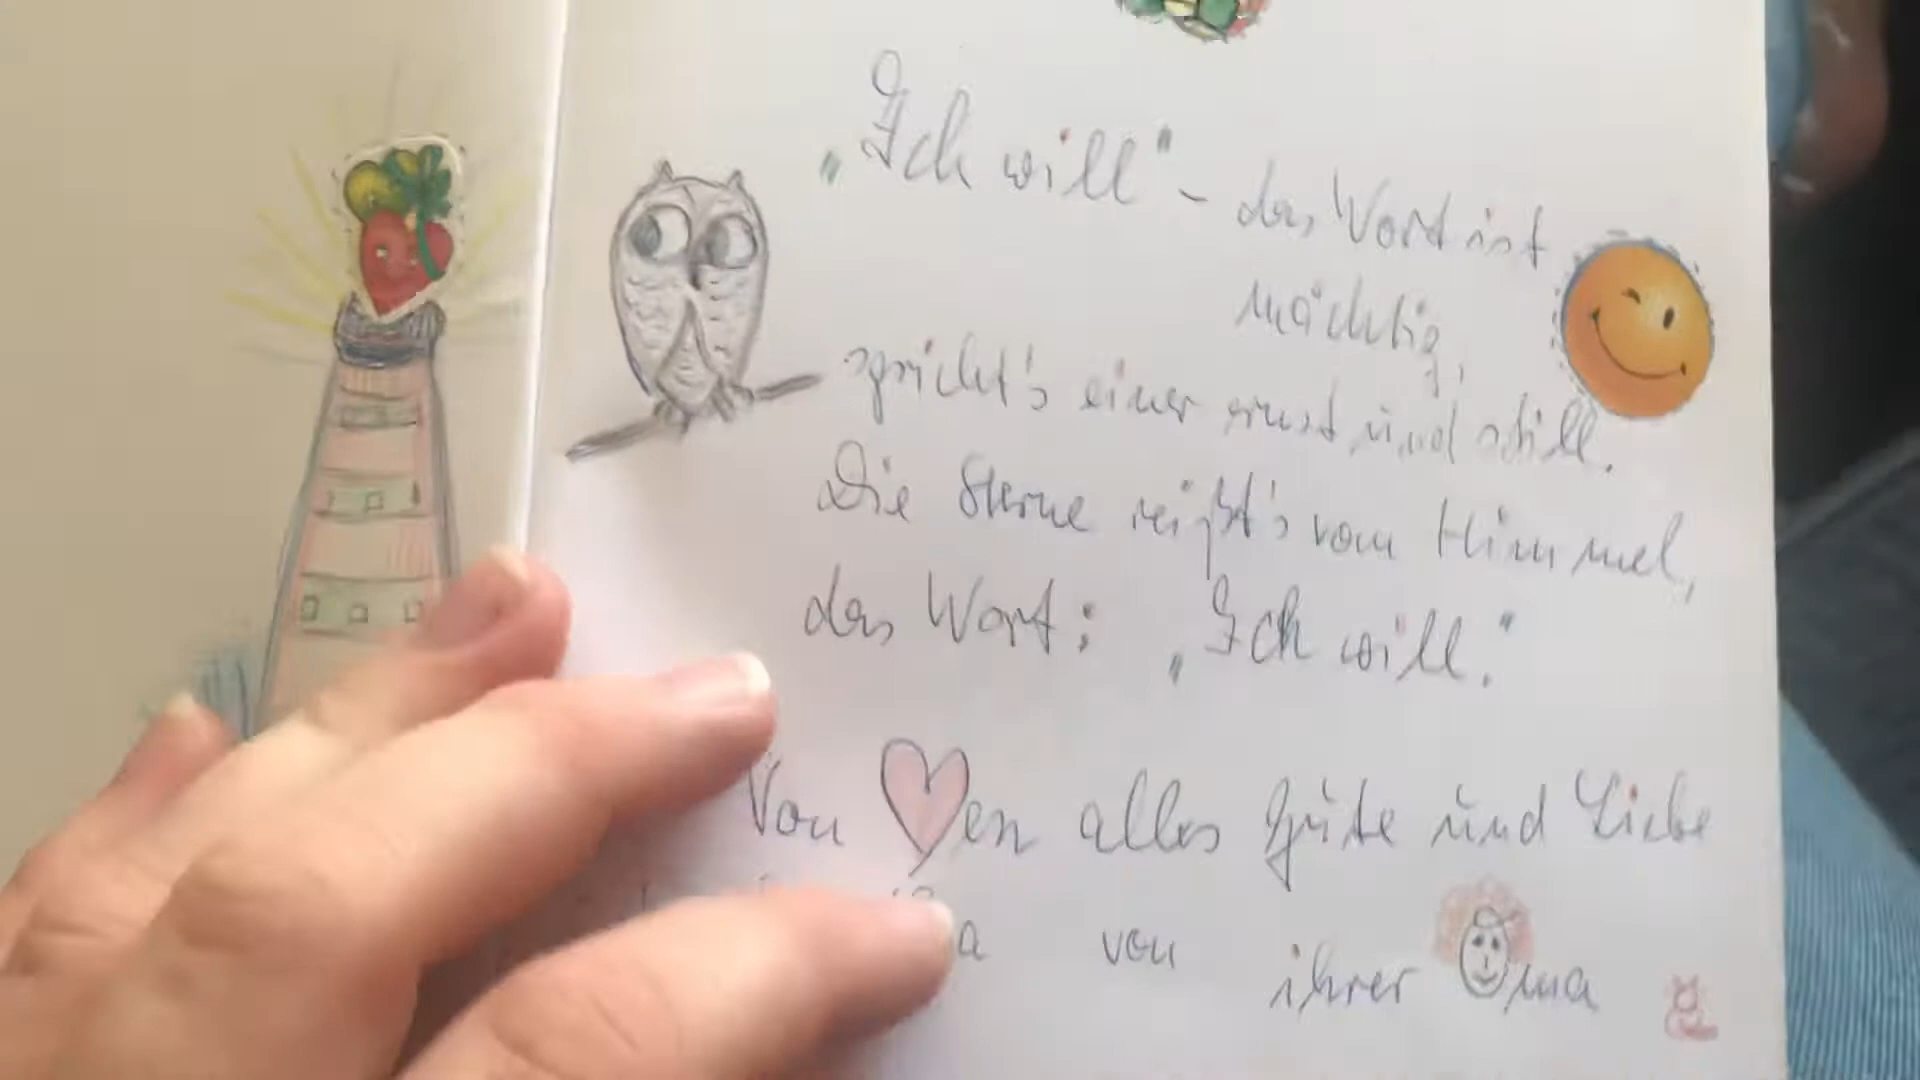 „Ich will" - das Wort ist
mächtig,
spricht's einer ernst und still.
Die Sterne reißt's vom Himmel,
das Wort: „Ich will."
Von ♥en alles Gute und Liebe
von ihrer Oma